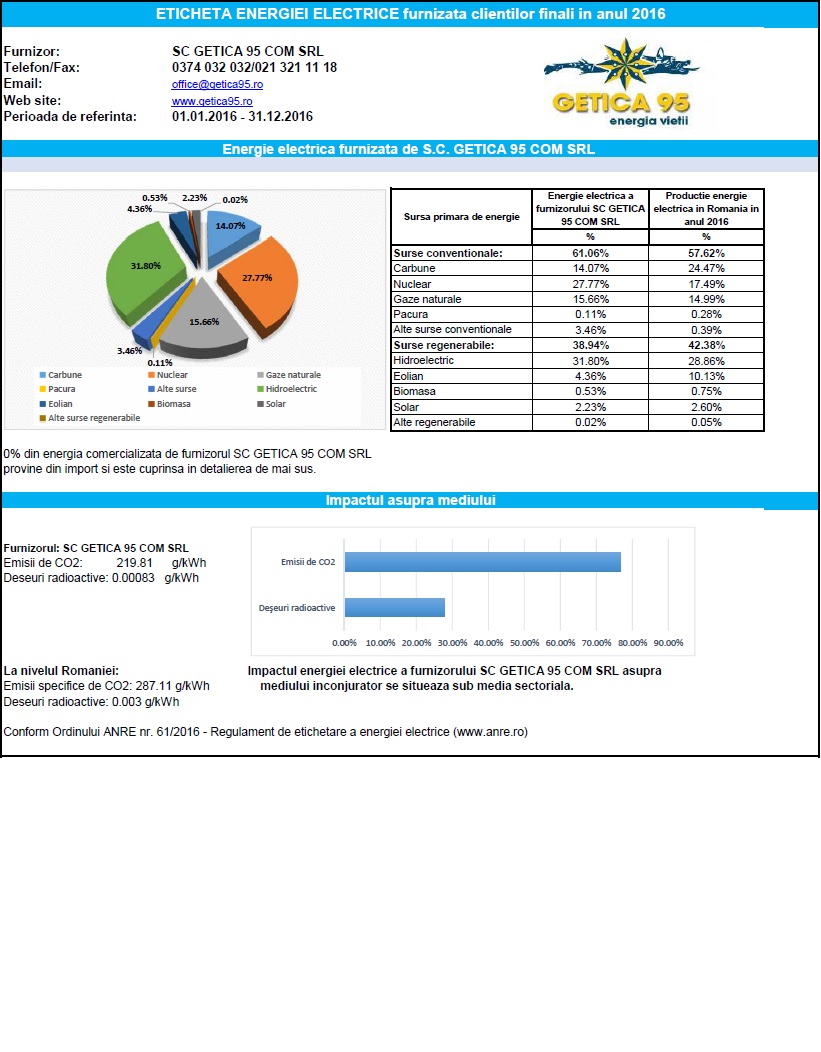 ETICHETA ENERGIEI ELECTRICE furnizata clientilor finali in anul 2016
Furnizor: SC GETICA 95 COM SRL
Telefon/Fax: 0374 032 032/021 321 11 18
Email: office@getica95.ro
Web site: www.getica95.ro
Perioada de referinta: 01.01.2016 - 31.12.2016
GETICA 95
energia vietii
Energie electrica furnizata de S.C. GETICA 95 COM SRL
0.53% 2.23% 0.02%
4.36%
14.07%
31.80%
27.77%
15.66%
3.46%
0.11%
Carbune Nuclear Gaze naturale
Pacura Alte surse Hidroelectric
Eolian Biomasa Solar
Alte surse regenerabile
Sursa primara de energie
Energie electrica a
furnizorului SC GETICA
95 COM SRL
Productie energie
electrica in Romania in
anul 2016
% %
Surse conventionale: 61.06% 57.62%
Carbune 14.07% 24.47%
Nuclear 27.77% 17.49%
Gaze naturale 15.66% 14.99%
Pacura 0.11% 0.28%
Alte surse conventionale 3.46% 0.39%
Surse regenerabile: 38.94% 42.38%
Hidroelectric 31.80% 28.86%
Eolian 4.36% 10.13%
Biomasa 0.53% 0.75%
Solar 2.23% 2.60%
Alte regenerabile 0.02% 0.05%
0% din energia comercializata de furnizorul SC GETICA 95 COM SRL
provine din import si este cuprinsa in detalierea de mai sus.
Impactul asupra mediului
Furnizorul: SC GETICA 95 COM SRL
Emisii de CO2: 219.81 g/kWh
Deseuri radioactive: 0.00083 g/kWh
Emisii de CO2
Deșeuri radioactive
0.00% 10.00% 20.00% 30.00% 40.00% 50.00% 60.00% 70.00% 80.00% 90.00%
La nivelul Romaniei:
Emisii specifice de CO2: 287.11 g/kWh
Deseuri radioactive: 0.003 g/kWh
Impactul energiei electrice a furnizorului SC GETICA 95 COM SRL asupra
mediului inconjurator se situeaza sub media sectoriala.
Conform Ordinului ANRE nr. 61/2016 - Regulament de etichetare a energiei electrice (www.anre.ro)